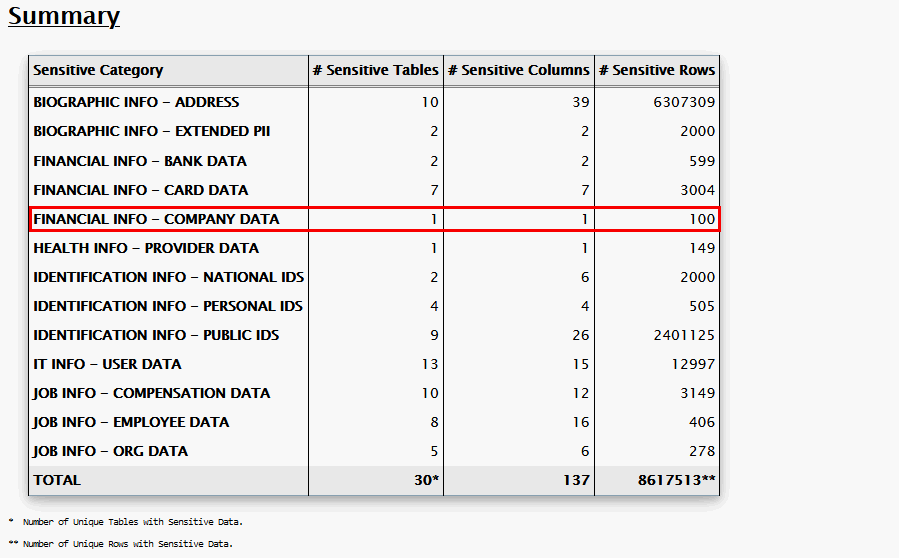 Summary
Sensitive Category # Sensitive Tables # Sensitive Columns # Sensitive Rows
BIOGRAPHIC INFO - ADDRESS 10 39 6307309
BIOGRAPHIC INFO - EXTENDED PII 2 2 2000
FINANCIAL INFO - BANK DATA 2 2 599
FINANCIAL INFO - CARD DATA 7 7 3004
FINANCIAL INFO - COMPANY DATA 1 1 100
HEALTH INFO - PROVIDER DATA 1 1 149
IDENTIFICATION INFO - NATIONAL IDS 2 6 2000
IDENTIFICATION INFO - PERSONAL IDS 4 4 505
IDENTIFICATION INFO - PUBLIC IDS 9 26 2401125
IT INFO - USER DATA 13 15 12997
JOB INFO - COMPENSATION DATA 10 12 3149
JOB INFO - EMPLOYEE DATA 8 16 406
JOB INFO - ORG DATA 5 6 278
TOTAL 30* 137 8617513**
* Number of Unique Tables with Sensitive Data.
** Number of Unique Rows with Sensitive Data.